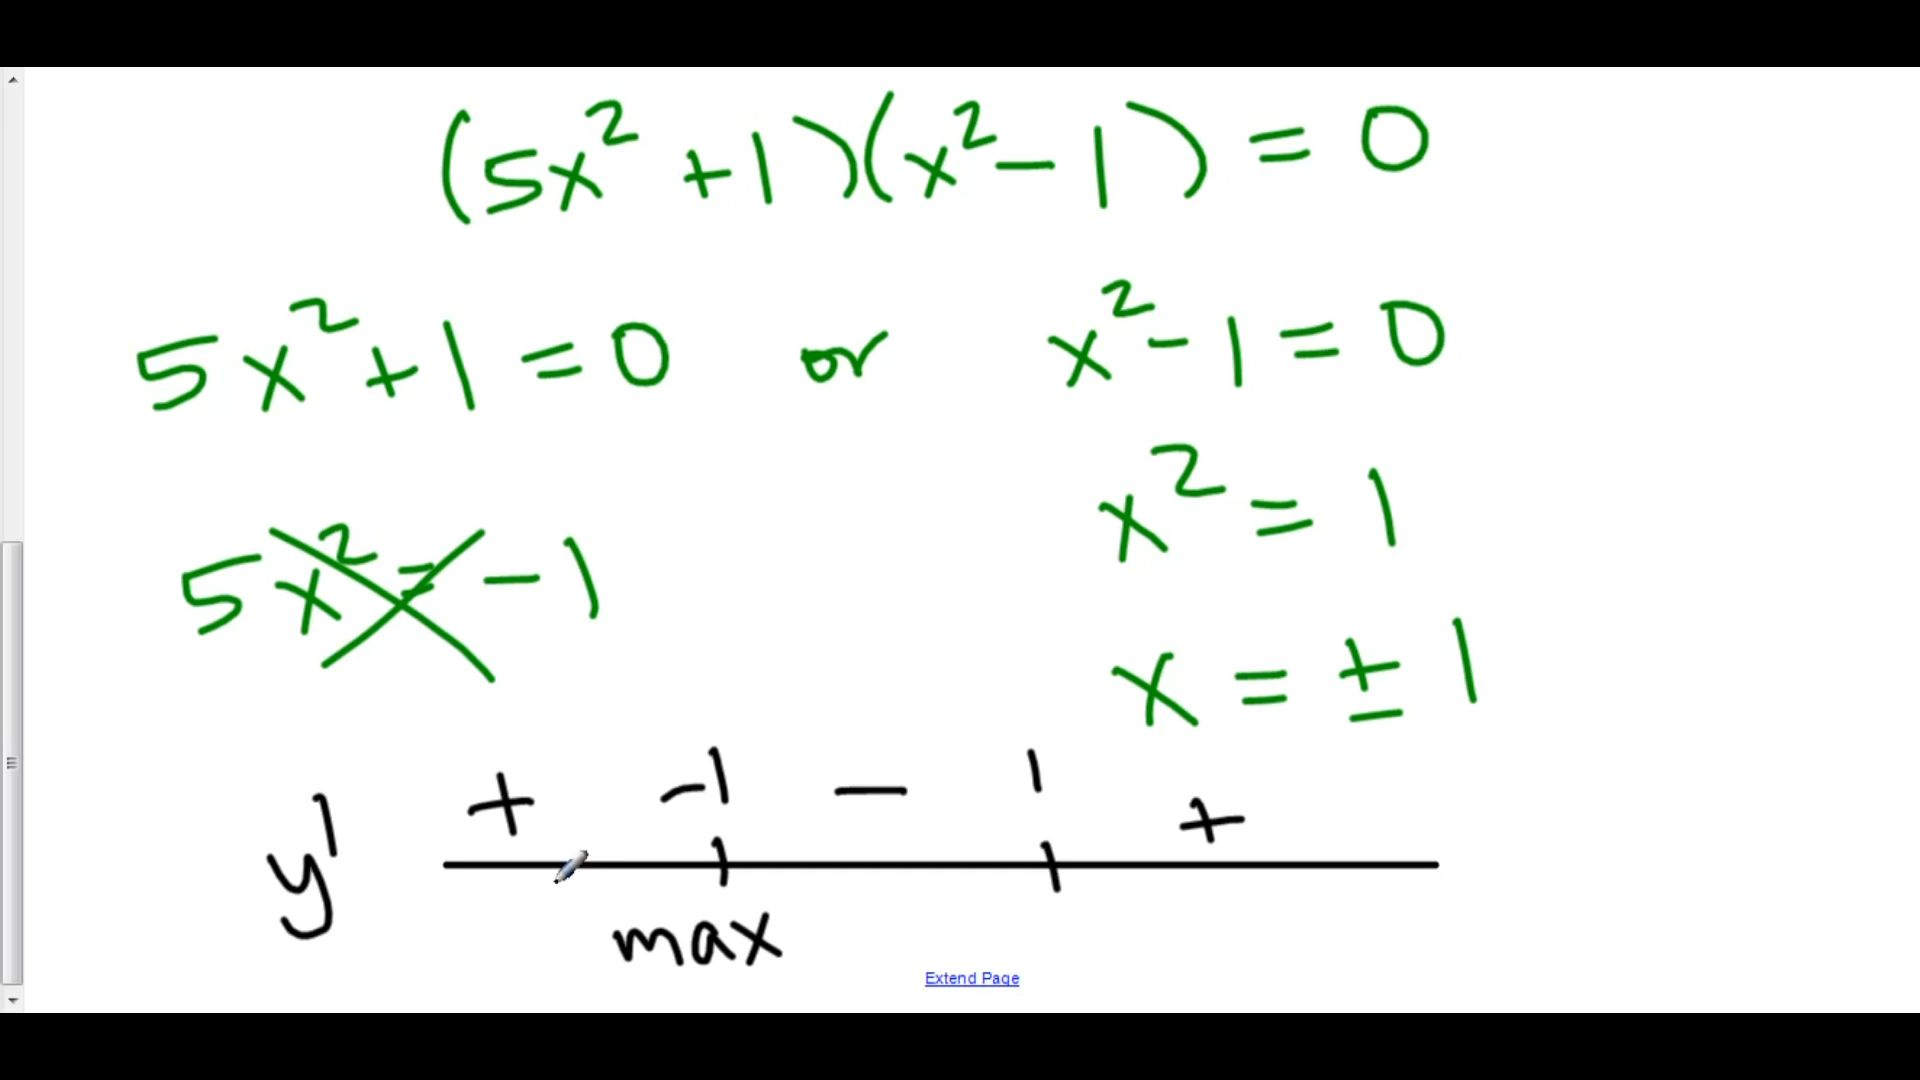 (5x² + 1)(x² - 1) = 0
5x² + 1 = 0 or x² - 1 = 0
x² = 1
5x² = -1
x = ± 1
+ -1 - 1 +
y'
max
Extend Page